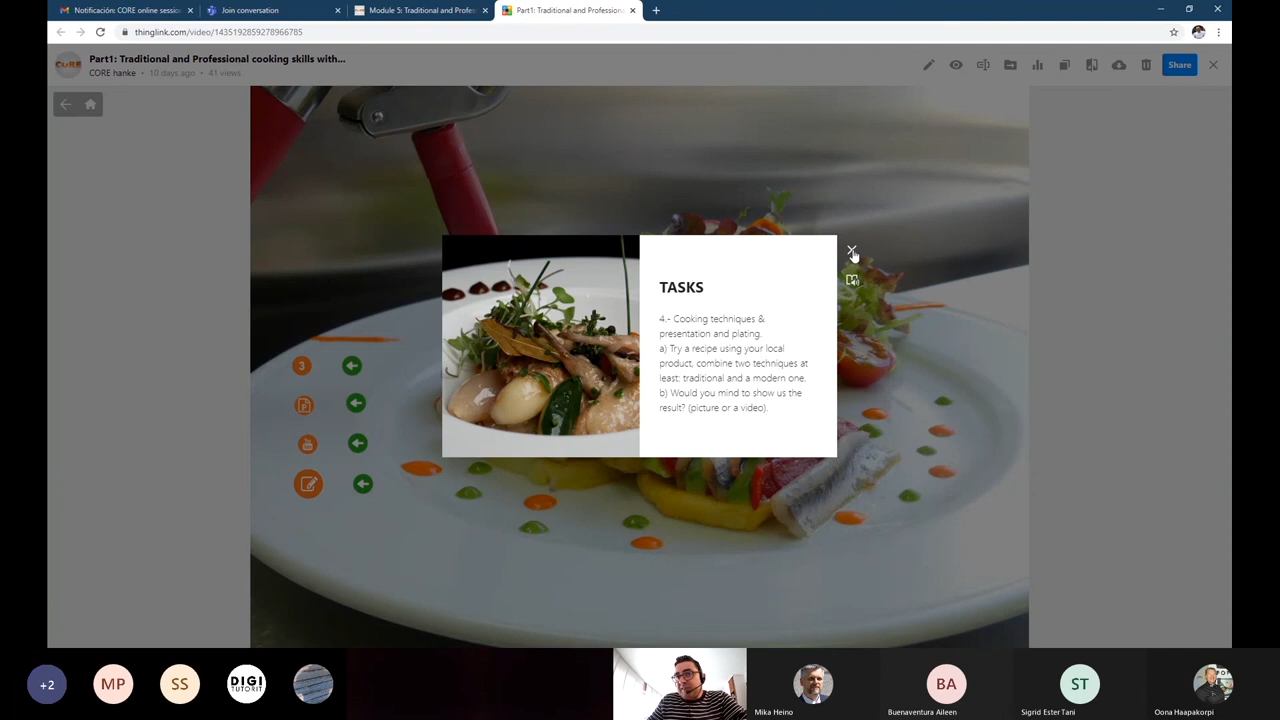 Notificación: CORE online sessio
Join conversation
Module 5: Traditional and Profes
Part1: Traditional and Profession
thinglink.com/video/1435192859278966785
CORE
Part1: Traditional and Professional cooking skills with...
CORE hanke • 10 days ago • 41 views
Share
TASKS
4.- Cooking techniques &
presentation and plating.
a) Try a recipe using your local
product, combine two techniques at
least: traditional and a modern one.
b) Would you mind to show us the
result? (picture or a video).
3
P
You
+2
MP
SS
DIGI
TUTORIT
BA
ST
Mika Heino
Buenaventura Aileen
Sigrid Ester Tani
Oona Haapakorpi